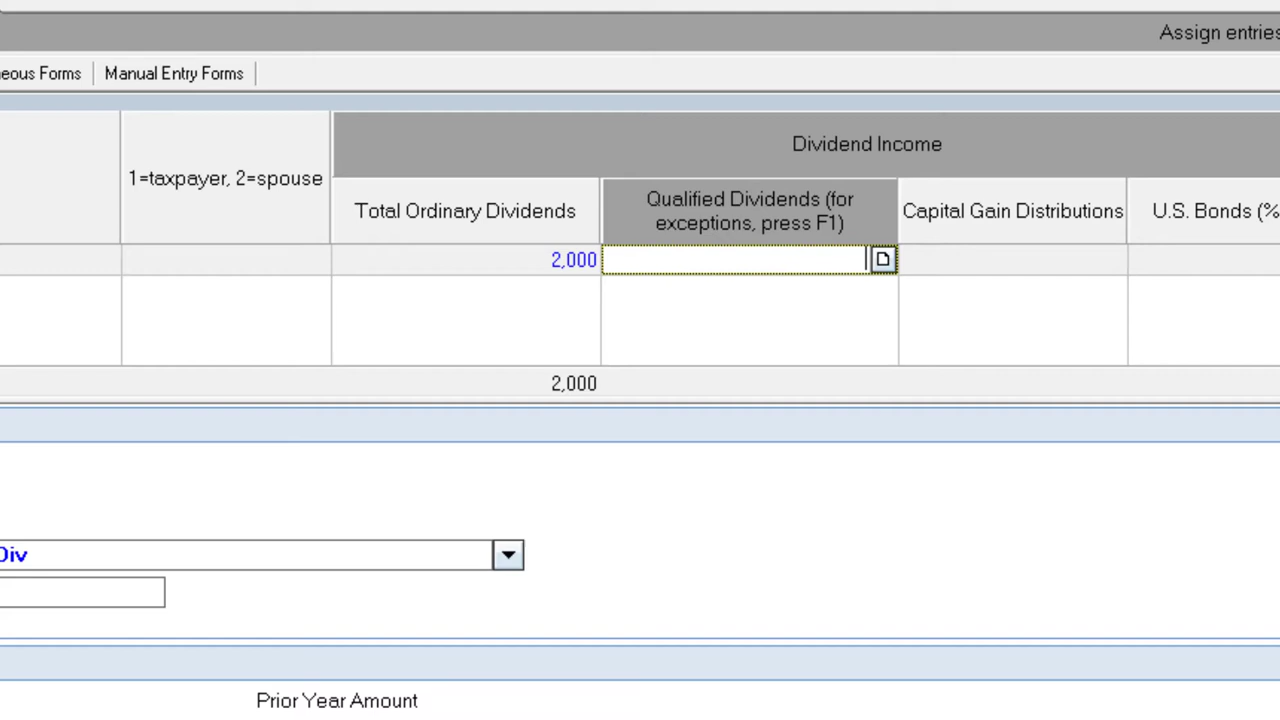 Assign entries
eous Forms
Manual Entry Forms
Dividend Income
1=taxpayer, 2=spouse
Total Ordinary Dividends
Qualified Dividends (for
exceptions, press F1)
Capital Gain Distributions
U.S. Bonds (%
2,000
2,000
Div
Prior Year Amount